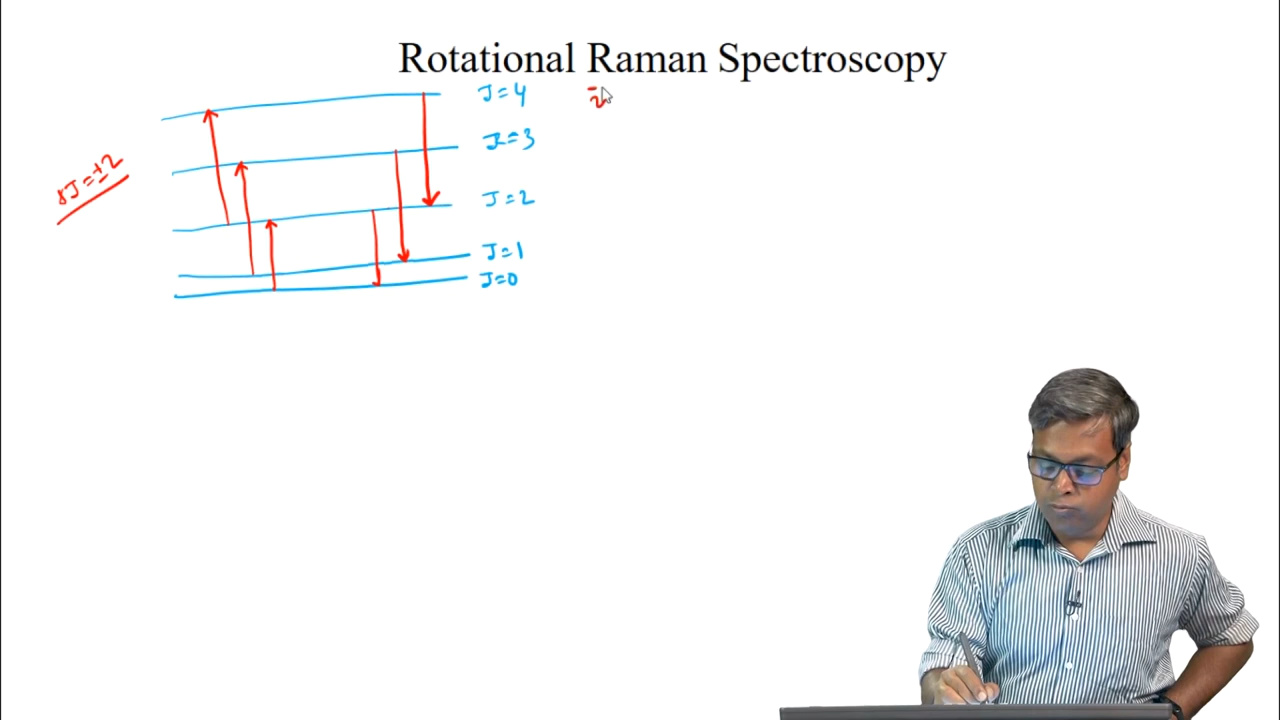 Rotational Raman Spectroscopy
J=4
J=3
δJ=±2
J=2
J=1
J=0